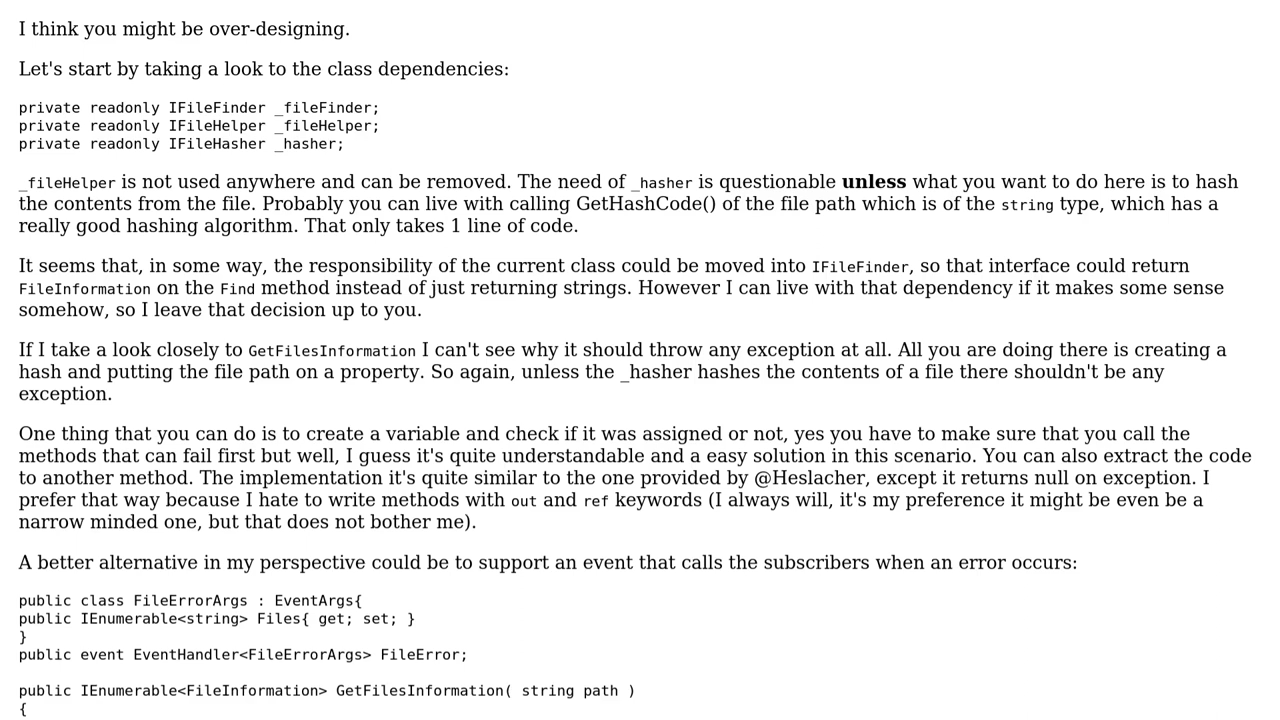 I think you might be over-designing.
Let's start by taking a look to the class dependencies:
private readonly IFileFinder _fileFinder;
private readonly IFileHelper _fileHelper;
private readonly IFileHasher _hasher;
_fileHelper is not used anywhere and can be removed. The need of _hasher is questionable unless what you want to do here is to hash
the contents from the file. Probably you can live with calling GetHashCode() of the file path which is of the string type, which has a
really good hashing algorithm. That only takes 1 line of code.
It seems that, in some way, the responsibility of the current class could be moved into IFileFinder, so that interface could return
FileInformation on the Find method instead of just returning strings. However I can live with that dependency if it makes some sense
somehow, so I leave that decision up to you.
If I take a look closely to GetFilesInformation I can't see why it should throw any exception at all. All you are doing there is creating a
hash and putting the file path on a property. So again, unless the _hasher hashes the contents of a file there shouldn't be any
exception.
One thing that you can do is to create a variable and check if it was assigned or not, yes you have to make sure that you call the
methods that can fail first but well, I guess it's quite understandable and a easy solution in this scenario. You can also extract the code
to another method. The implementation it's quite similar to the one provided by @Heslacher, except it returns null on exception. I
prefer that way because I hate to write methods with out and ref keywords (I always will, it's my preference it might be even be a
narrow minded one, but that does not bother me).
A better alternative in my perspective could be to support an event that calls the subscribers when an error occurs:
public class FileErrorArgs : EventArgs{
public IEnumerable<string> Files{ get; set; }
}
public event EventHandler<FileErrorArgs> FileError;
public IEnumerable<FileInformation> GetFilesInformation( string path )
{